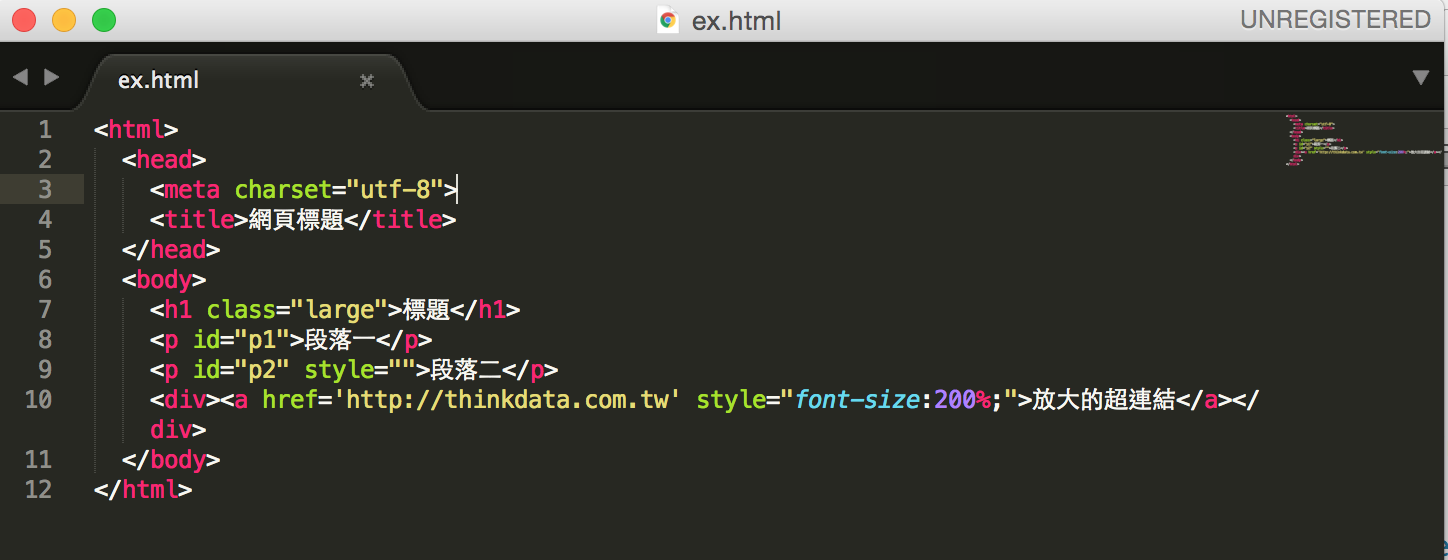 ex.html
UNREGISTERED
ex.html
1 <html>
2   <head>
3     <meta charset="utf-8">
4     <title>網頁標題</title>
5   </head>
6   <body>
7     <h1 class="large">標題</h1>
8     <p id="p1">段落一</p>
9     <p id="p2" style="">段落二</p>
10     <div><a href='http://thinkdata.com.tw' style="font-size:200%;">放大的超連結</a></
div>
11   </body>
12 </html>